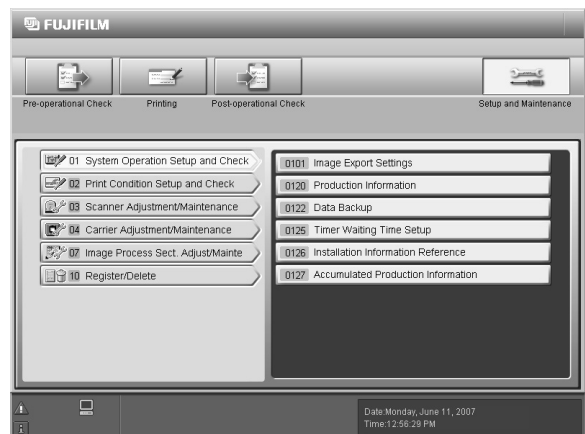 FUJIFILM
Pre-operational Check
Printing
Post-operational Check
Setup and Maintenance
01 System Operation Setup and Check
02 Print Condition Setup and Check
03 Scanner Adjustment/Maintenance
04 Carrier Adjustment/Maintenance
07 Image Process Sect. Adjust/Mainte
10 Register/Delete
0101 Image Export Settings
0120 Production Information
0122 Data Backup
0125 Timer Waiting Time Setup
0126 Installation Information Reference
0127 Accumulated Production Information
Date:Monday, June 11, 2007
Time:12:56:29 PM